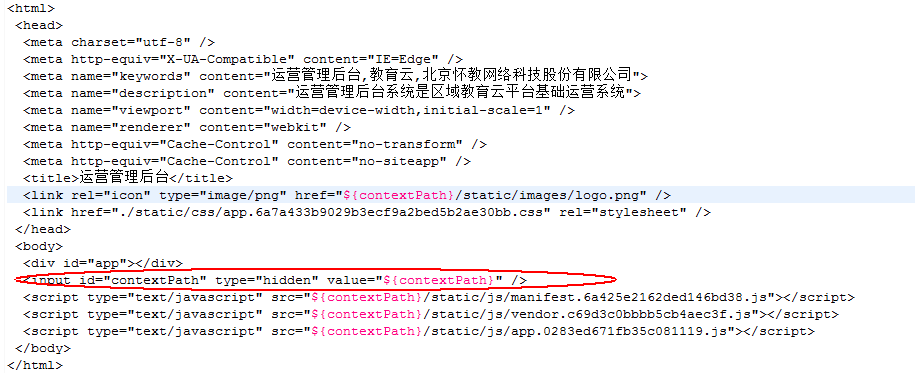 <html>
<head>
<meta charset="utf-8" />
<meta http-equiv="X-UA-Compatible" content="IE=Edge" />
<meta name="keywords" content="运营管理后台,教育云,北京怀教网络科技股份有限公司">
<meta name="description" content="运营管理后台系统是区域教育云平台基础运营系统">
<meta name="viewport" content="width=device-width,initial-scale=1" />
<meta name="renderer" content="webkit" />
<meta http-equiv="Cache-Control" content="no-transform" />
<meta http-equiv="Cache-Control" content="no-siteapp" />
<title>运营管理后台</title>
<link rel="icon" type="image/png" href="${contextPath}/static/images/logo.png" />
<link href="./static/css/app.6a7a433b9029b3ecf9a2bed5b2ae30bb.css" rel="stylesheet" />
</head>
<body>
<div id="app"></div>
<input id="contextPath" type="hidden" value="${contextPath}" />
<script type="text/javascript" src="${contextPath}/static/js/manifest.6a425e2162ded146bd38.js"></script>
<script type="text/javascript" src="${contextPath}/static/js/vendor.c69d3c0bbbb5cb4aec3f.js"></script>
<script type="text/javascript" src="${contextPath}/static/js/app.0283ed671fb35c081119.js"></script>
</body>
</html>